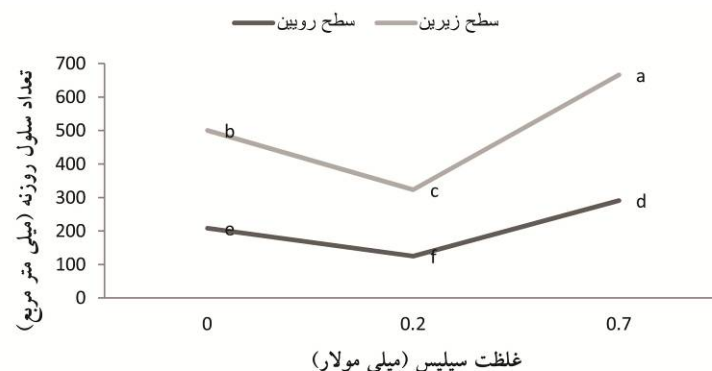 سطح رویین سطح زیرین
تعداد سلول روزنه (میلی متر مربع)
700
600
500
400
300
200
100
0
a
b
c
d
e
f
0 0.2 0.7
غلظت سیلیس (میلی مولار)